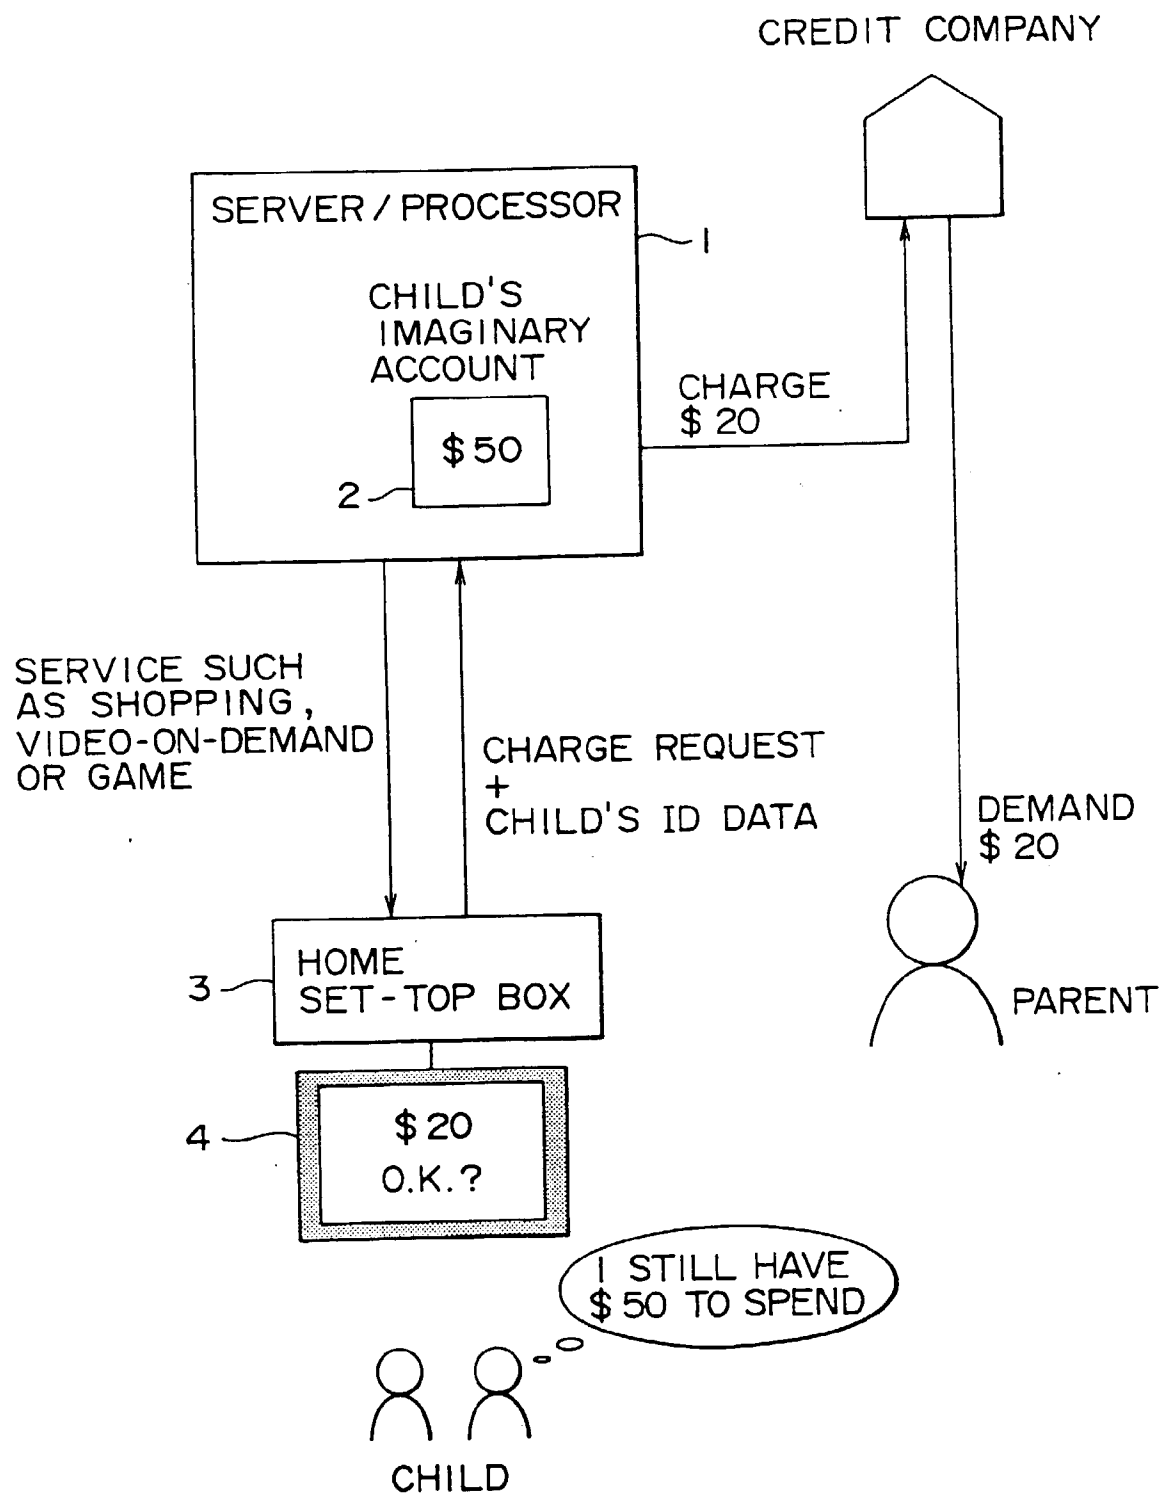 CREDIT COMPANY
SERVER/PROCESSOR
1
CHILD'S
IMAGINARY
ACCOUNT
$50
2
CHARGE
$20
SERVICE SUCH
AS SHOPPING,
VIDEO-ON-DEMAND
OR GAME
CHARGE REQUEST
+
CHILD'S ID DATA
DEMAND
$20
PARENT
HOME
SET-TOP BOX
3
$20
O.K.?
4
I STILL HAVE
$50 TO SPEND
CHILD